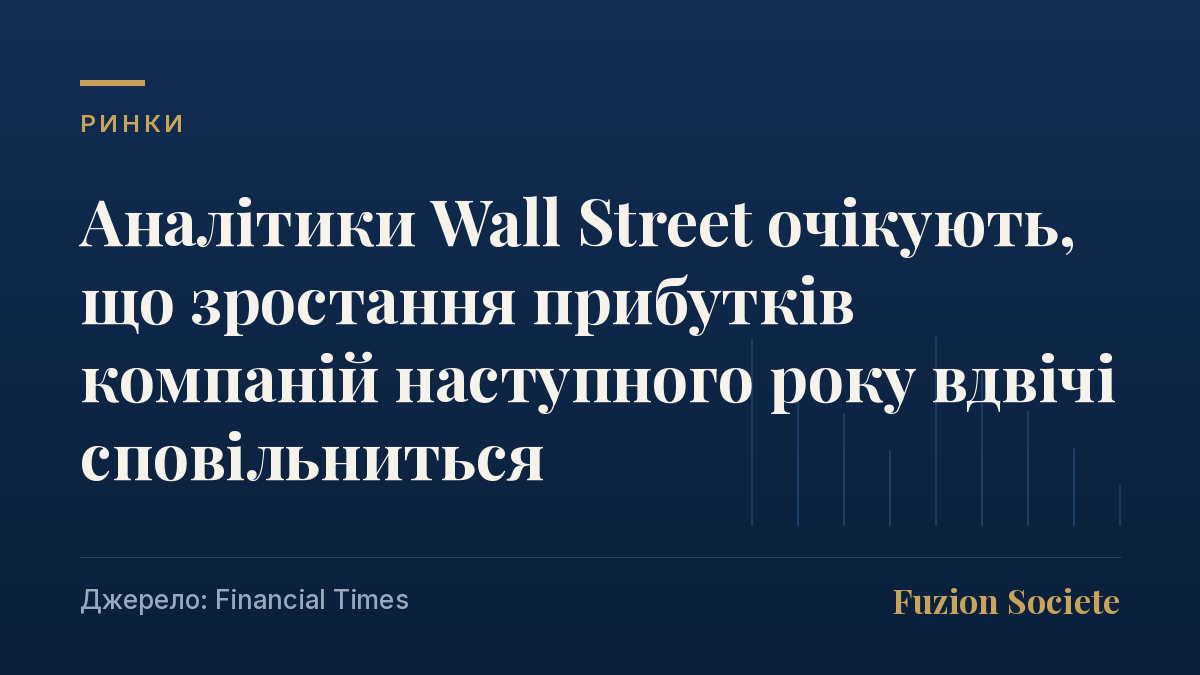 РИНКИ
Аналітики Wall Street очікують,
що зростання прибутків
компаній наступного року вдвічі
сповільниться
Джерело: Financial Times
Fuzion Societe